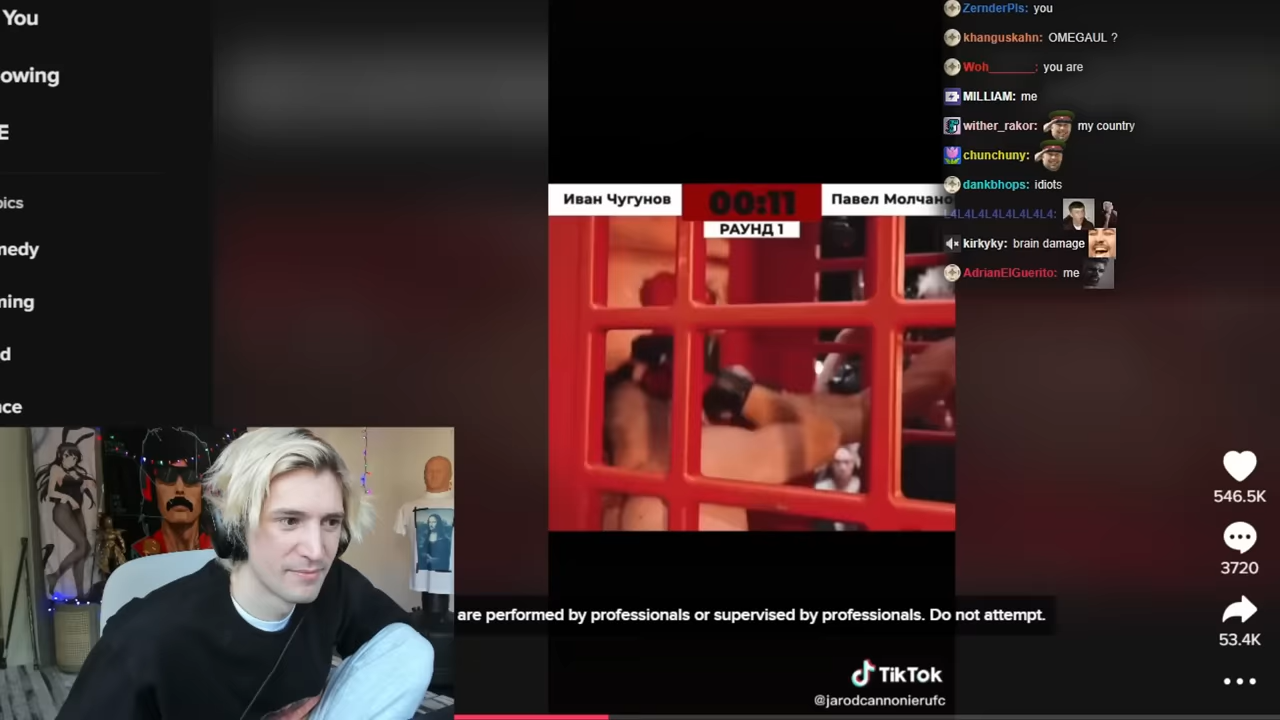 You
owing
E
pics
medy
ming
d
nce
ZernderPls: you
khanguskahn: OMEGAUL ?
Woh_______: you are
MILLIAM: me
wither_rakor: my country
chunchuny:
dankbhops: idiots
L4L4L4L4L4L4L4L4:
kirkyky: brain damage
AdrianElGuerito: me
Иван Чугунов
00:11
Павел Молчано
РАУНД 1
546.5K
3720
53.4K
are performed by professionals or supervised by professionals. Do not attempt.
TikTok
@jarodcannonierufc